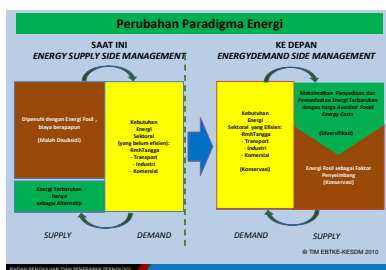 Perubahan Paradigma Energi
SAAT INI
ENERGY SUPPLY SIDE MANAGEMENT
Dipenuhi dengan Energi Fosil ,
biaya berapapun
(Malah Disubsidi)
Energi Terbarukan
hanya
sebagai Alternatip
Kebutuhan
Energi
Sektoral
(yang belum efisien):
-RmhTangga
- Transport
- Industri
- Komersial
SUPPLY
DEMAND
KE DEPAN
ENERGYDEMAND SIDE MANAGEMENT
Kebutuhan
Energi
Sektoral yang Efisien:
-RmhTangga
- Transport
- Industri
- Komersial
(Konservasi)
Maksimalkan Penyediaan dan
Pemanfaatan Energi Terbarukan
dengan harga Avoided Fossil
Energy Costs
(Diversifikasi)
Energi Fosil sebagai Faktor
Penyeimbang
(Konservasi)
DEMAND
SUPPLY
© TIM EBTKE-KESDM 2010
BADAN PENGKAJIAN DAN PENERAPAN TEKNOLOGI